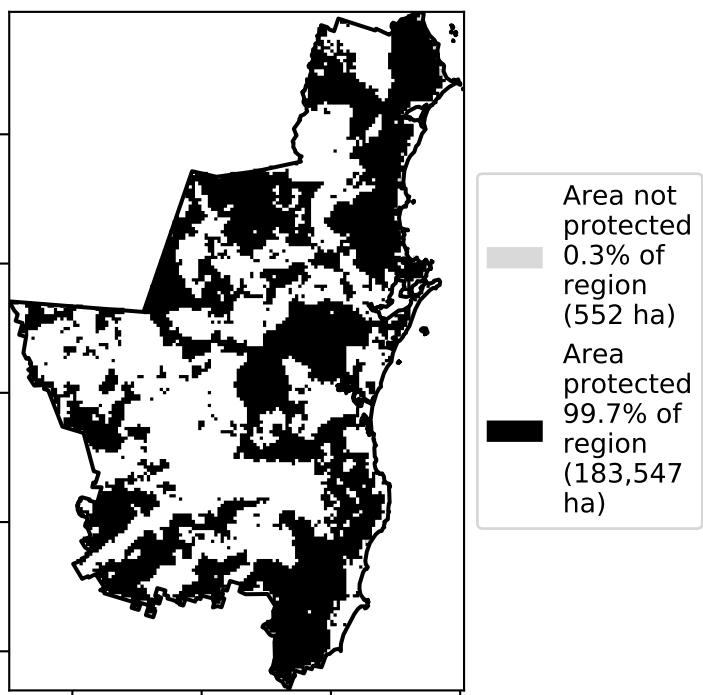 Area not
protected
0.3% of
region
(552 ha)
Area
protected
99.7% of
region
(183,547
ha)